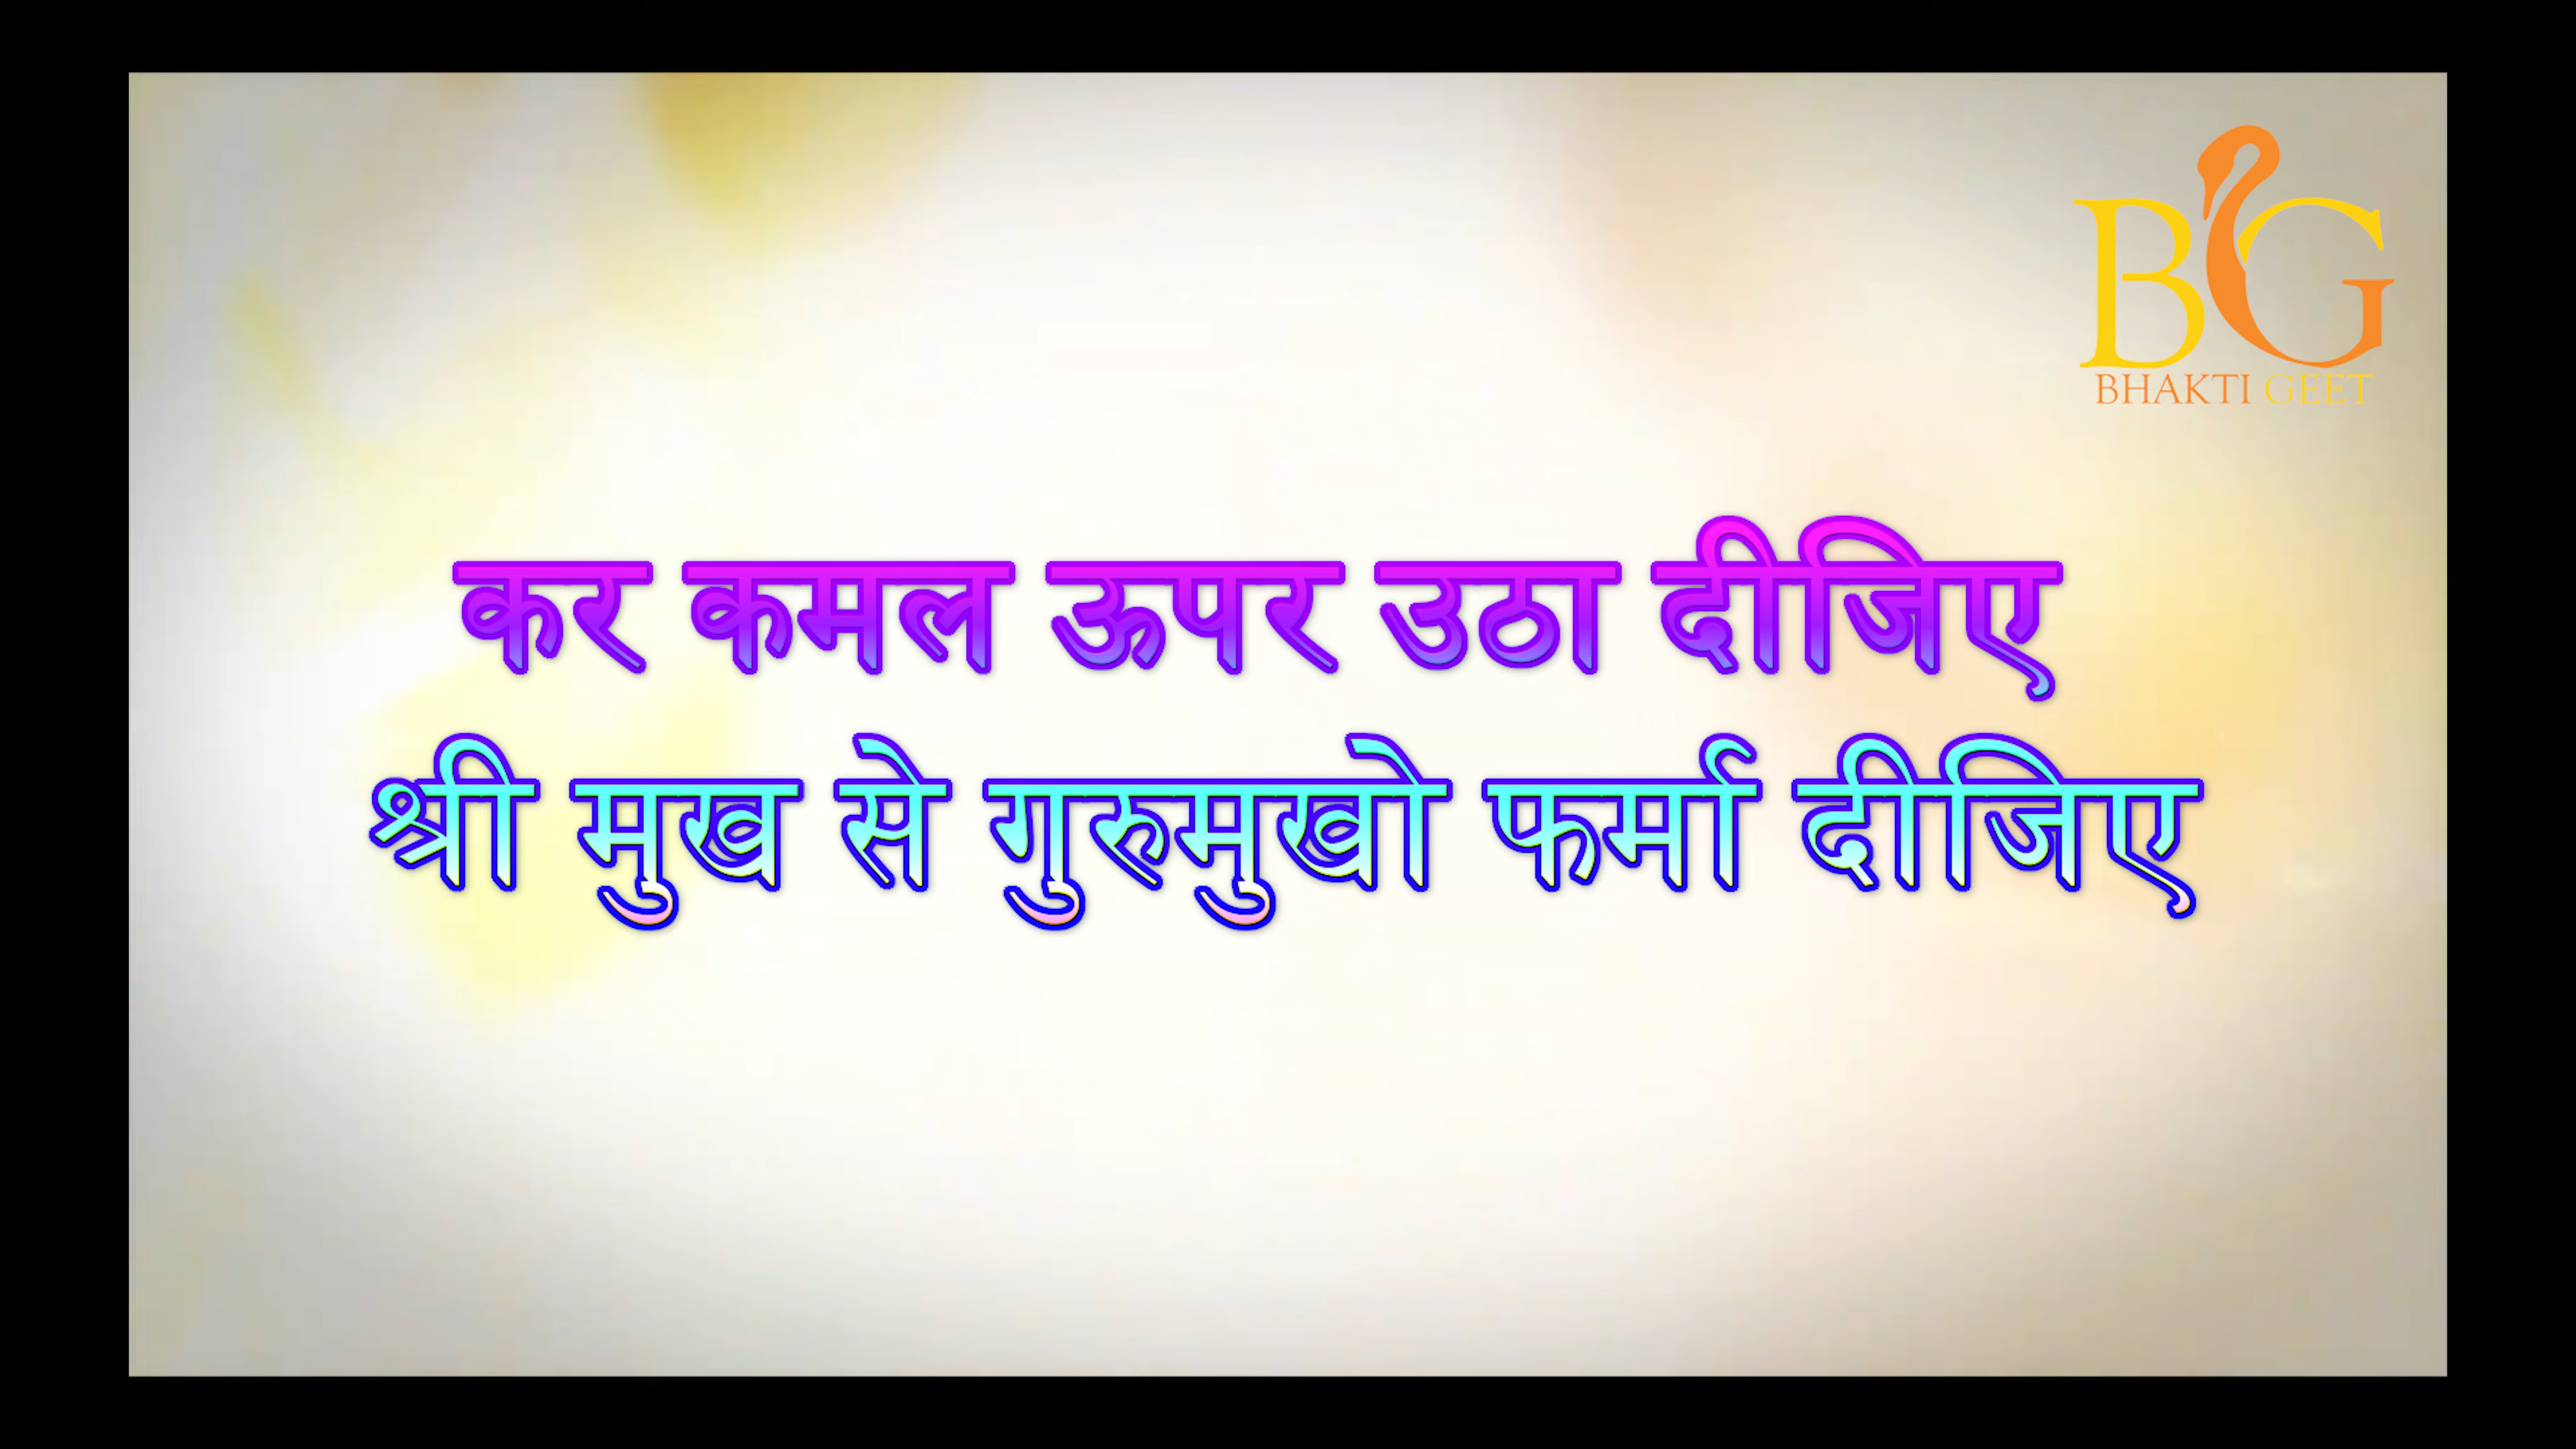 BG
BHAKTI GEET
कर कमल ऊपर उठा दीजिए
श्री मुख से गुरुमुखो फर्मा दीजिए